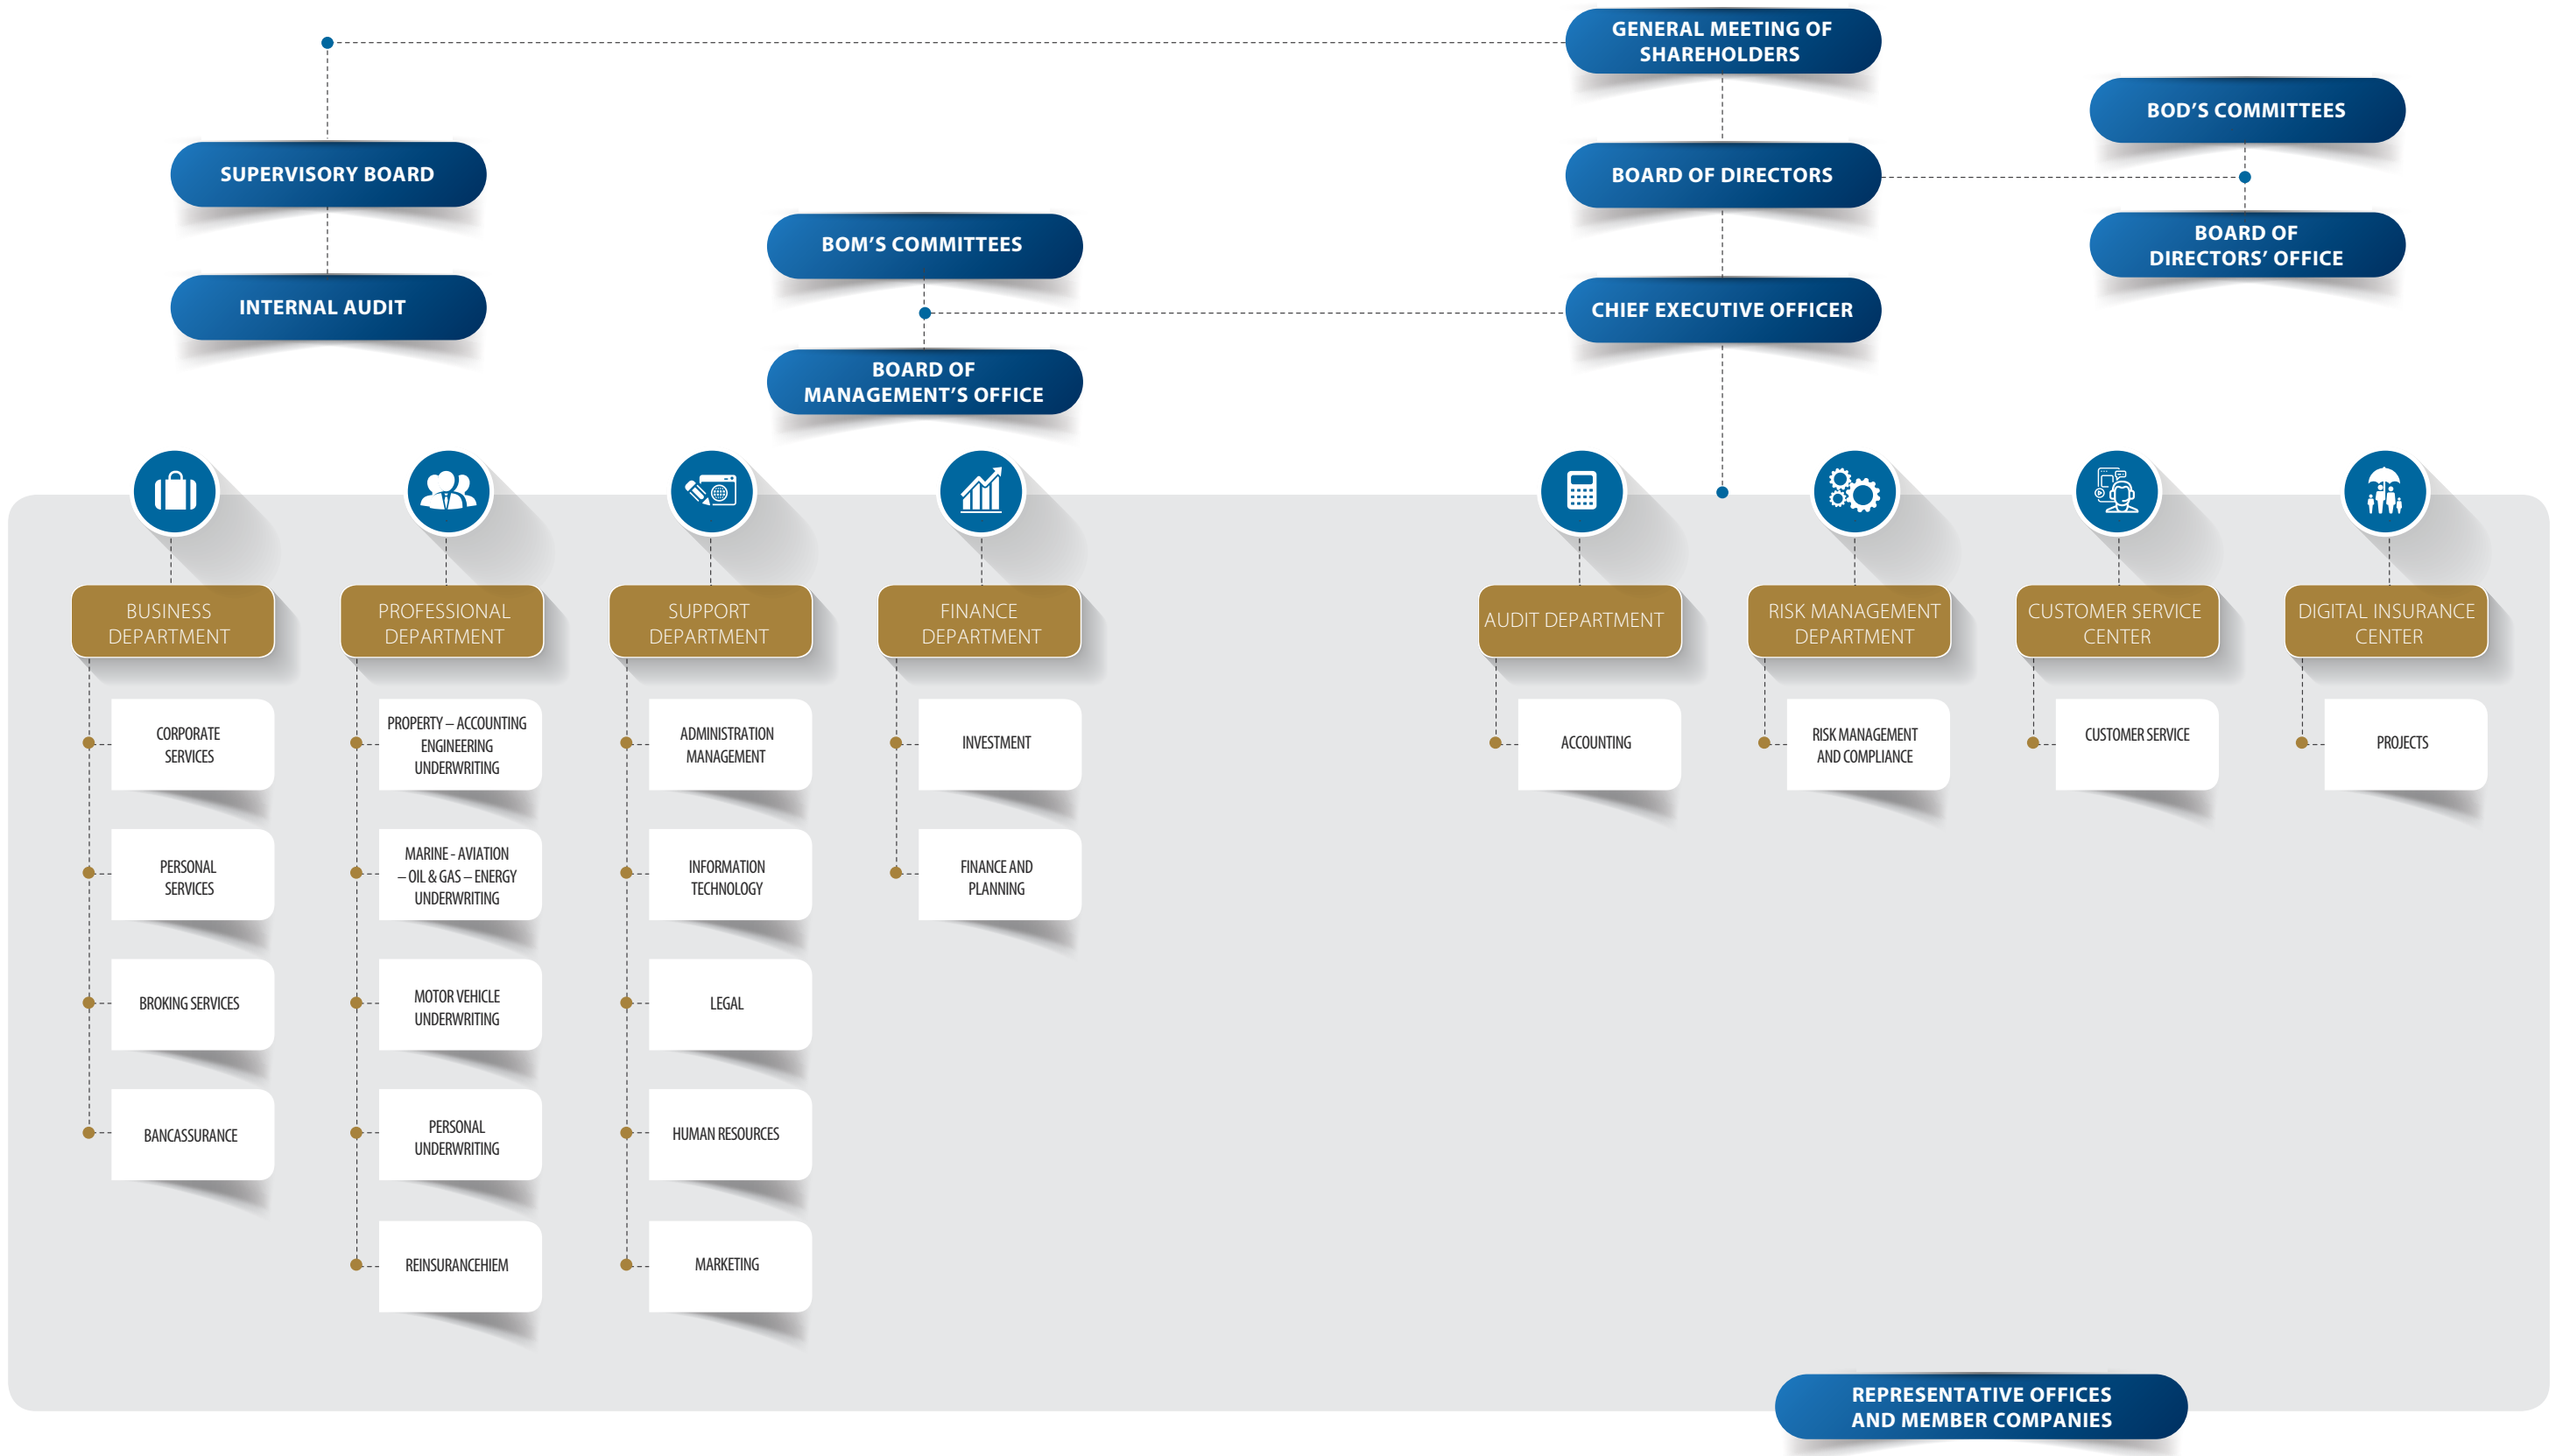 GENERAL MEETING OF
SHAREHOLDERS
BOD'S COMMITTEES
SUPERVISORY BOARD
BOARD OF DIRECTORS
BOM'S COMMITTEES
BOARD OF
DIRECTORS' OFFICE
INTERNAL AUDIT
CHIEF EXECUTIVE OFFICER
BOARD OF
MANAGEMENT'S OFFICE
BUSINESS
DEPARTMENT
CORPORATE
SERVICES
PERSONAL
SERVICES
BROKING SERVICES
BANCASSURANCE
PROFESSIONAL
DEPARTMENT
PROPERTY – ACCOUNTING
ENGINEERING
UNDERWRITING
MARINE - AVIATION
– OIL & GAS – ENERGY
UNDERWRITING
MOTOR VEHICLE
UNDERWRITING
PERSONAL
UNDERWRITING
REINSURANCEHIEM
SUPPORT
DEPARTMENT
ADMINISTRATION
MANAGEMENT
INFORMATION
TECHNOLOGY
LEGAL
HUMAN RESOURCES
MARKETING
FINANCE
DEPARTMENT
INVESTMENT
FINANCE AND
PLANNING
AUDIT DEPARTMENT
ACCOUNTING
RISK MANAGEMENT
DEPARTMENT
RISK MANAGEMENT
AND COMPLIANCE
CUSTOMER SERVICE
CENTER
CUSTOMER SERVICE
DIGITAL INSURANCE
CENTER
PROJECTS
REPRESENTATIVE OFFICES
AND MEMBER COMPANIES